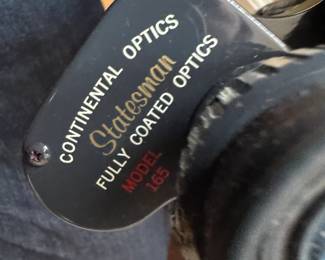 CONTINENTAL OPTICS
Statesman
FULLY COATED OPTICS
MODEL
165